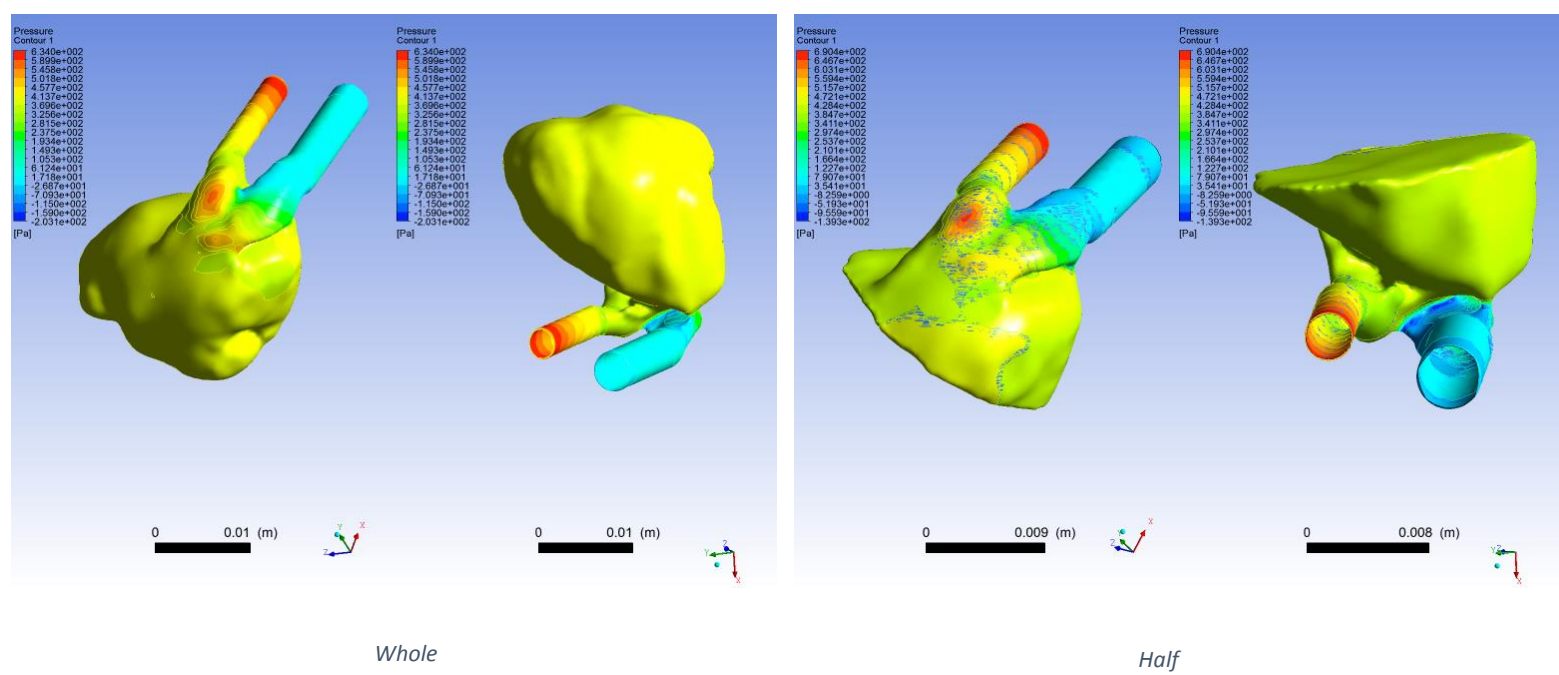 Pressure
Contour 1
6.340e+002
5.899e+002
5.458e+002
5.018e+002
4.577e+002
4.137e+002
3.696e+002
3.256e+002
2.815e+002
2.375e+002
1.934e+002
1.493e+002
1.053e+002
6.124e+001
1.718e+001
-2.687e+001
-7.093e+001
-1.150e+002
-1.590e+002
-2.031e+002
[Pa]
0 0.01 (m)
Y X
Z
Pressure
Contour 1
6.340e+002
5.899e+002
5.458e+002
5.018e+002
4.577e+002
4.137e+002
3.696e+002
3.256e+002
2.815e+002
2.375e+002
1.934e+002
1.493e+002
1.053e+002
6.124e+001
1.718e+001
-2.687e+001
-7.093e+001
-1.150e+002
-1.590e+002
-2.031e+002
[Pa]
0 0.01 (m)
Z
Y
X
Whole
Pressure
Contour 1
6.904e+002
6.467e+002
6.031e+002
5.594e+002
5.157e+002
4.721e+002
4.284e+002
3.847e+002
3.411e+002
2.974e+002
2.537e+002
2.101e+002
1.664e+002
1.227e+002
7.907e+001
3.541e+001
-8.259e+000
-5.193e+001
-9.559e+001
-1.393e+002
[Pa]
0 0.009 (m)
X
Y
Z
Pressure
Contour 1
6.904e+002
6.467e+002
6.031e+002
5.594e+002
5.157e+002
4.721e+002
4.284e+002
3.847e+002
3.411e+002
2.974e+002
2.537e+002
2.101e+002
1.664e+002
1.227e+002
7.907e+001
3.541e+001
-8.259e+000
-5.193e+001
-9.559e+001
-1.393e+002
[Pa]
0 0.008 (m)
Y Z
X
Half